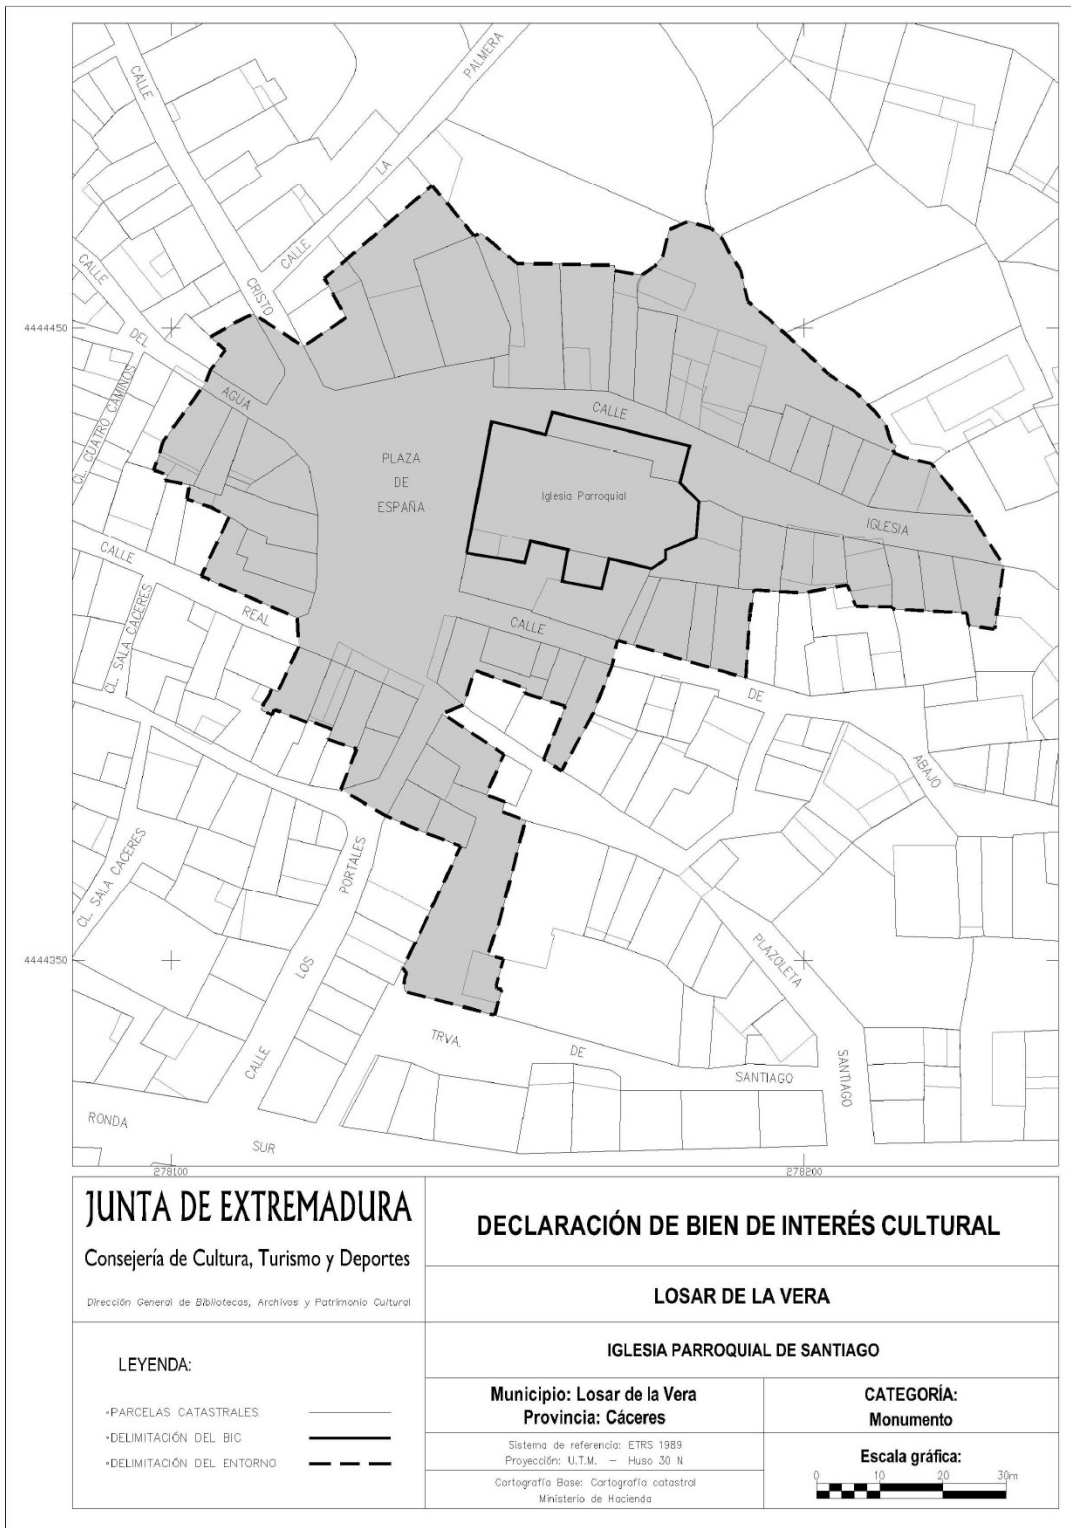 CALLE
PALMERA
LA
CALLE
CALLE
CRISTO
4444450
DEL
AGUA
CL. CUATRO CAMINOS
CALLE
PLAZA
DE
ESPAÑA
Iglesia Parroquial
IGLESIA
CALLE
REAL
CL. SALA CACERES
CALLE
DE
ABAJO
CL. SALA CACERES
PORTALES
LOS
CALLE
4444350
PLAZOLETA
TRVA.
DE
SANTIAGO
SANTIAGO
RONDA
SUR
278100
278200
JUNTA DE EXTREMADURA
Consejería de Cultura, Turismo y Deportes
Dirección General de Bibliotecas, Archivos y Patrimonio Cultural
DECLARACIÓN DE BIEN DE INTERÉS CULTURAL
LOSAR DE LA VERA
IGLESIA PARROQUIAL DE SANTIAGO
LEYENDA:
•PARCELAS CATASTRALES
•DELIMITACIÓN DEL BIC
•DELIMITACIÓN DEL ENTORNO
Municipio: Losar de la Vera
Provincia: Cáceres
Sistema de referencia: ETRS 1989
Proyección: U.T.M. – Huso 30 N
Cartografía Base: Cartografía catastral
Ministerio de Hacienda
CATEGORÍA:
Monumento
Escala gráfica:
0 10 20 30m